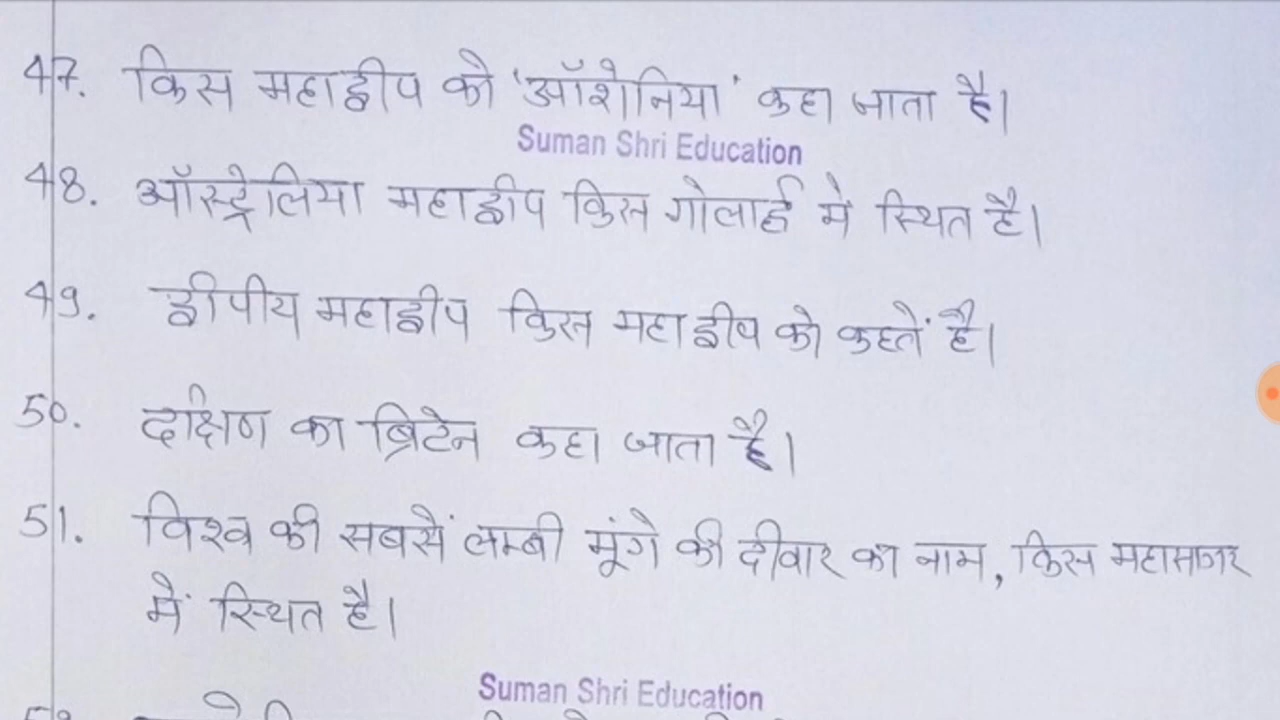 47. किस महाद्वीप को 'ऑशेनिया' कहा जाता है।
Suman Shri Education
48. ऑस्ट्रेलिया महाद्वीप किस गोलार्द्ध में स्थित है।
49. द्वीपीय महाद्वीप किस महाद्वीप को कहतें है।
50. दक्षिण का ब्रिटेन कहा जाता है।
51. विश्व की सबसें लम्बी मूंगे की दीवार का नाम, किस महासागर
में स्थित है।
Suman Shri Education